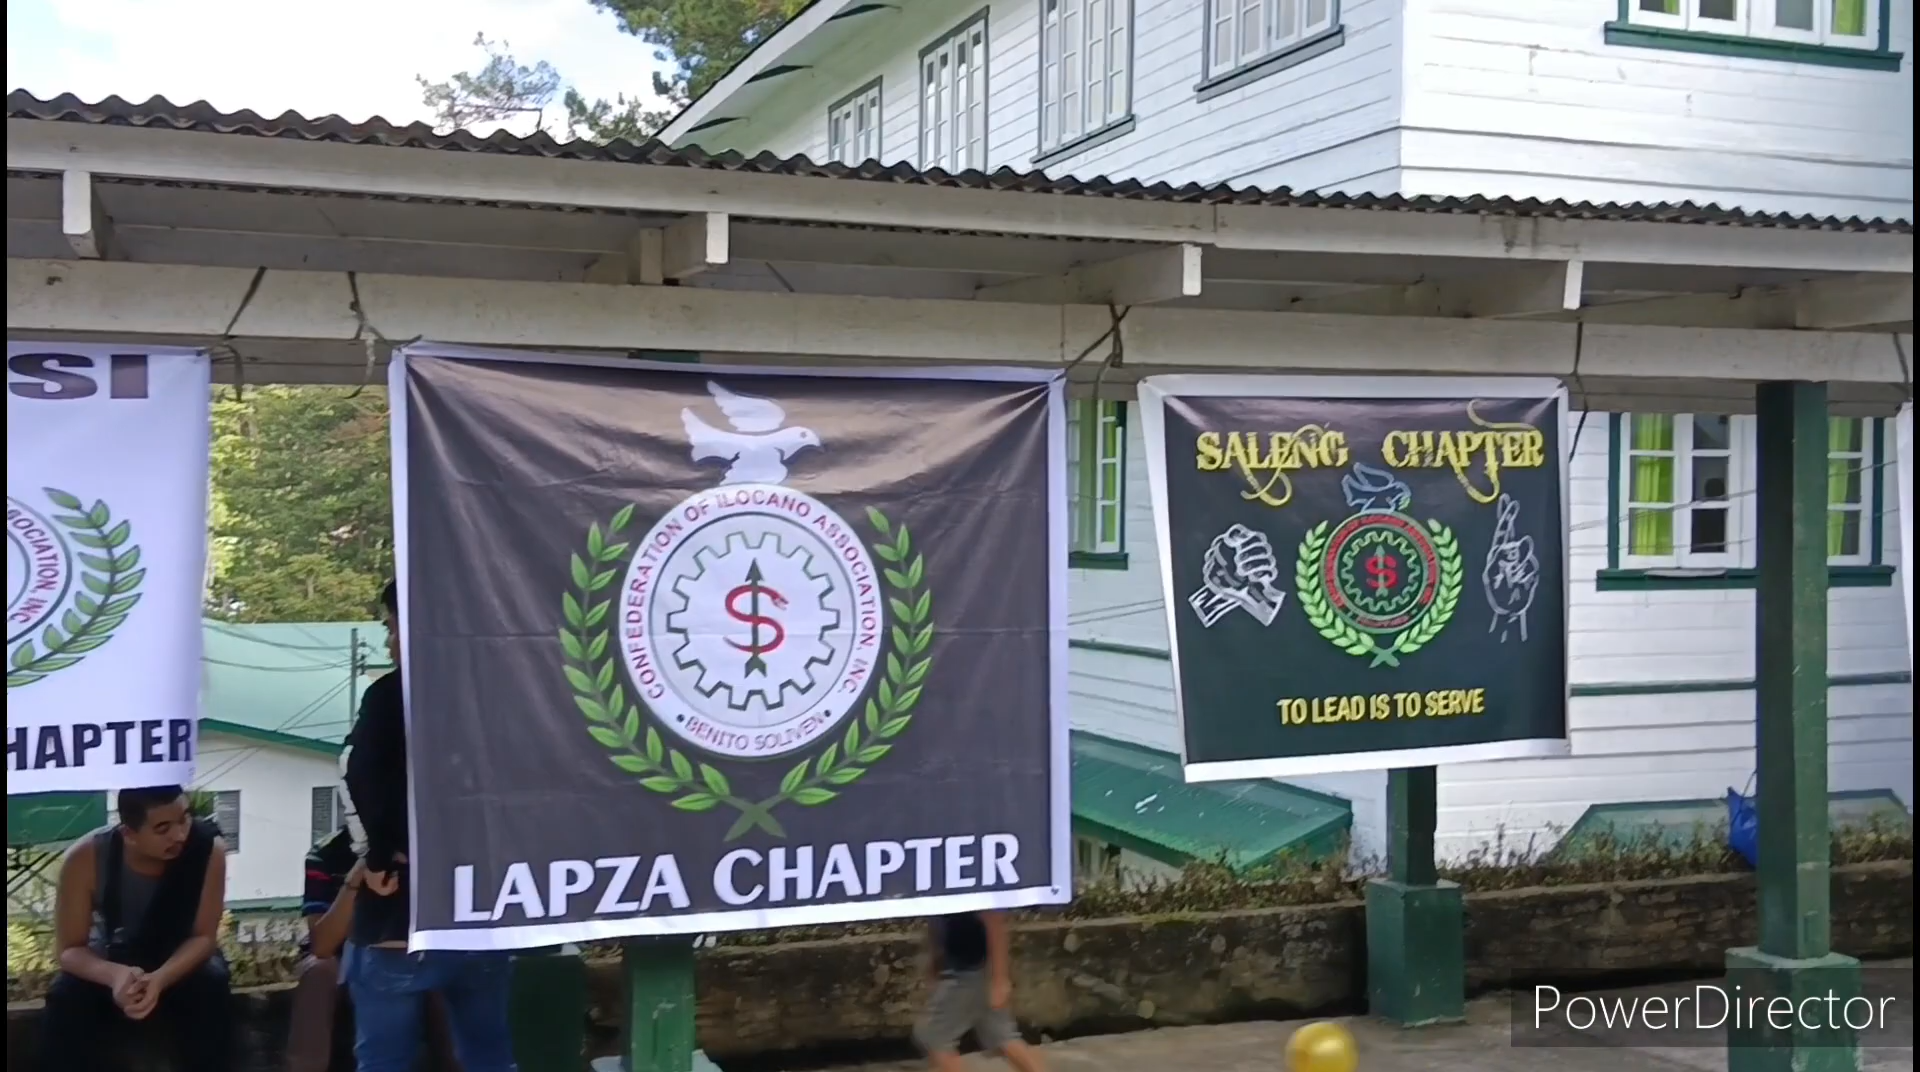 SI
SOCIATION, INC
HAPTER
CONFEDERATION OF ILOCANO ASSOCIATION, INC.
• BENITO SOLIVEN •
S
LAPZA CHAPTER
SALENG CHAPTER
S
TO LEAD IS TO SERVE
PowerDirector